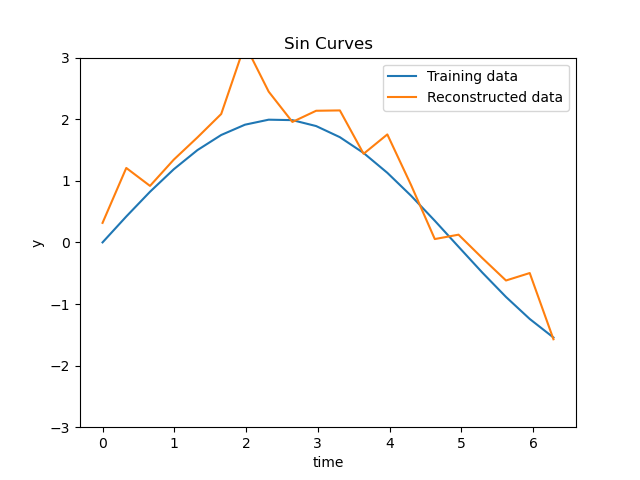 Sin Curves
Training data
Reconstructed data
3
2
1
0
−1
−2
−3
y
0 1 2 3 4 5 6
time